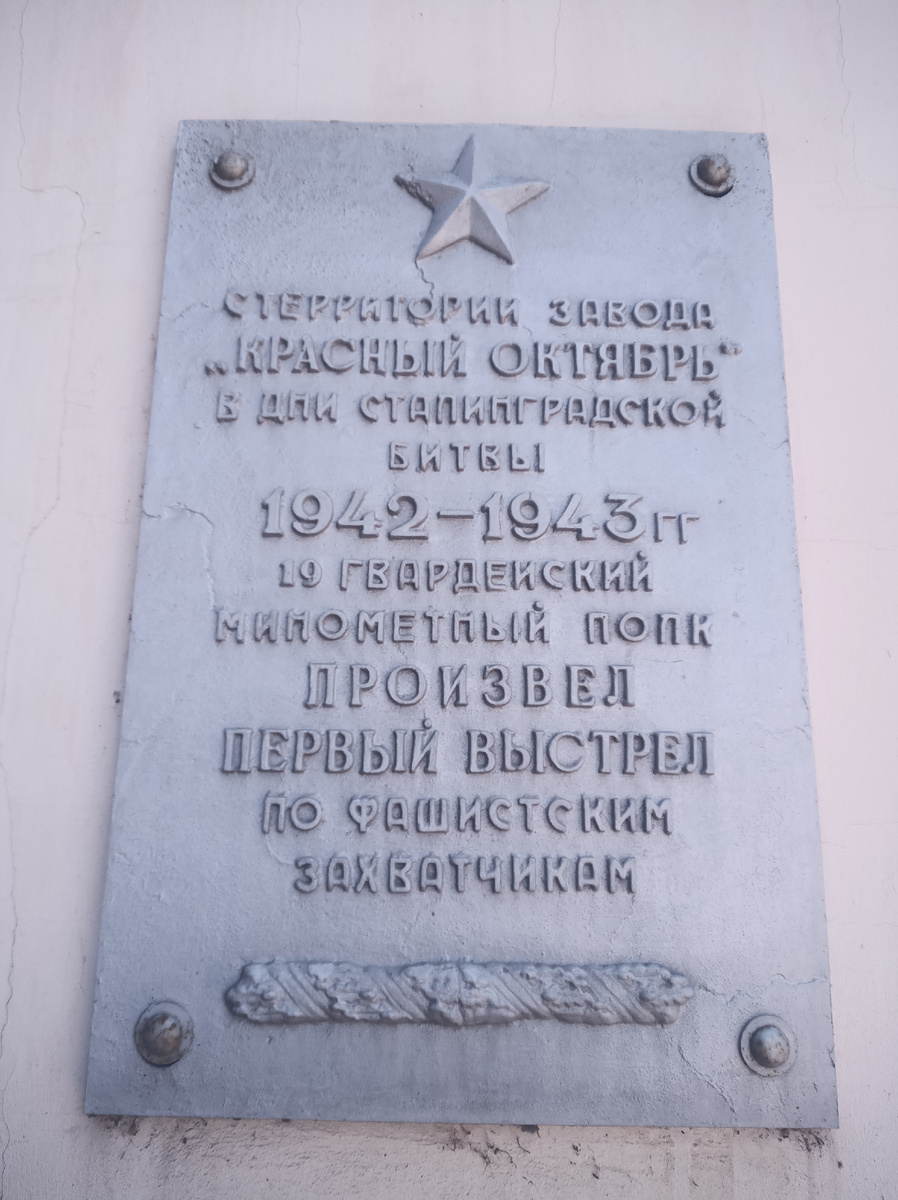 С ТЕРРИТОРИИ ЗАВОДА
„КРАСНЫЙ ОКТЯБРЬ“
В ДНИ СТАЛИНГРАДСКОЙ
БИТВЫ
1942–1943 ГГ
19 ГВАРДЕЙСКИЙ
МИНОМЕТНЫЙ ПОЛК
ПРОИЗВЕЛ
ПЕРВЫЙ ВЫСТРЕЛ
ПО ФАШИСТСКИМ
ЗАХВАТЧИКАМ